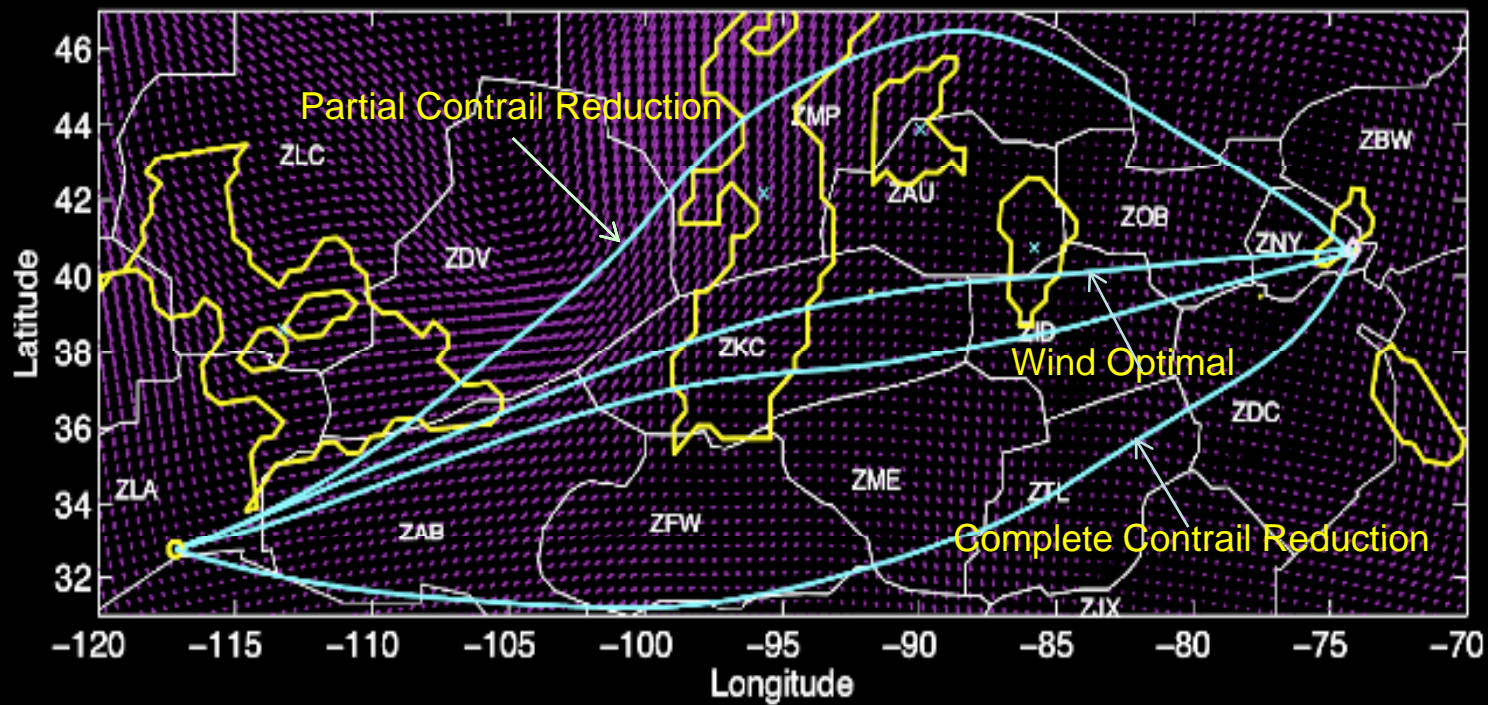 46
Partial Contrail Reduction
44
ZMP
ZBW
ZLC
42
ZAU
ZOB
ZDV
ZNY
40
Latitude
38
ZKC
ZID
Wind Optimal
36
ZDC
34
ZLA
ZME
ZTL
ZAB
ZFW
Complete Contrail Reduction
32
ZJX
−120 −115 −110 −105 −100 −95 −90 −85 −80 −75 −70
Longitude